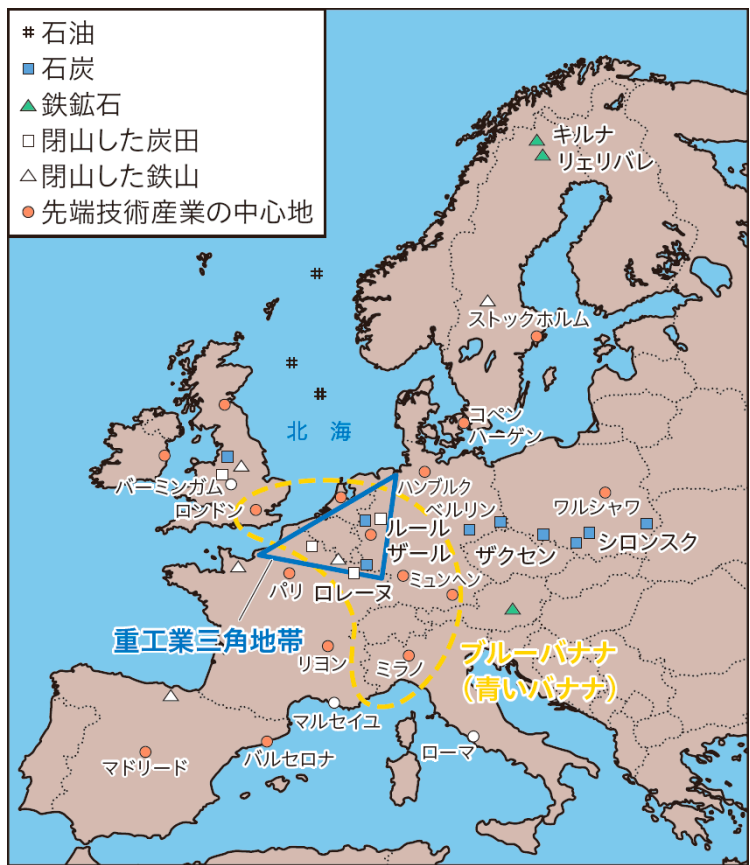 石油
石炭
鉄鉱石
閉山した炭田
閉山した鉄山
先端技術産業の中心地
キルナ
リェリバレ
ストックホルム
コペン
ハーゲン
北 海
バーミンガム
ロンドン
ハンブルク
ベルリン
ワルシャワ
ルール
ザール
ザクセン
シロンスク
パリ
ロレーヌ
ミュンヘン
重工業三角地帯
リヨン
ミラノ
ブルーバナナ
（青いバナナ）
マルセイユ
マドリード
バルセロナ
ローマ